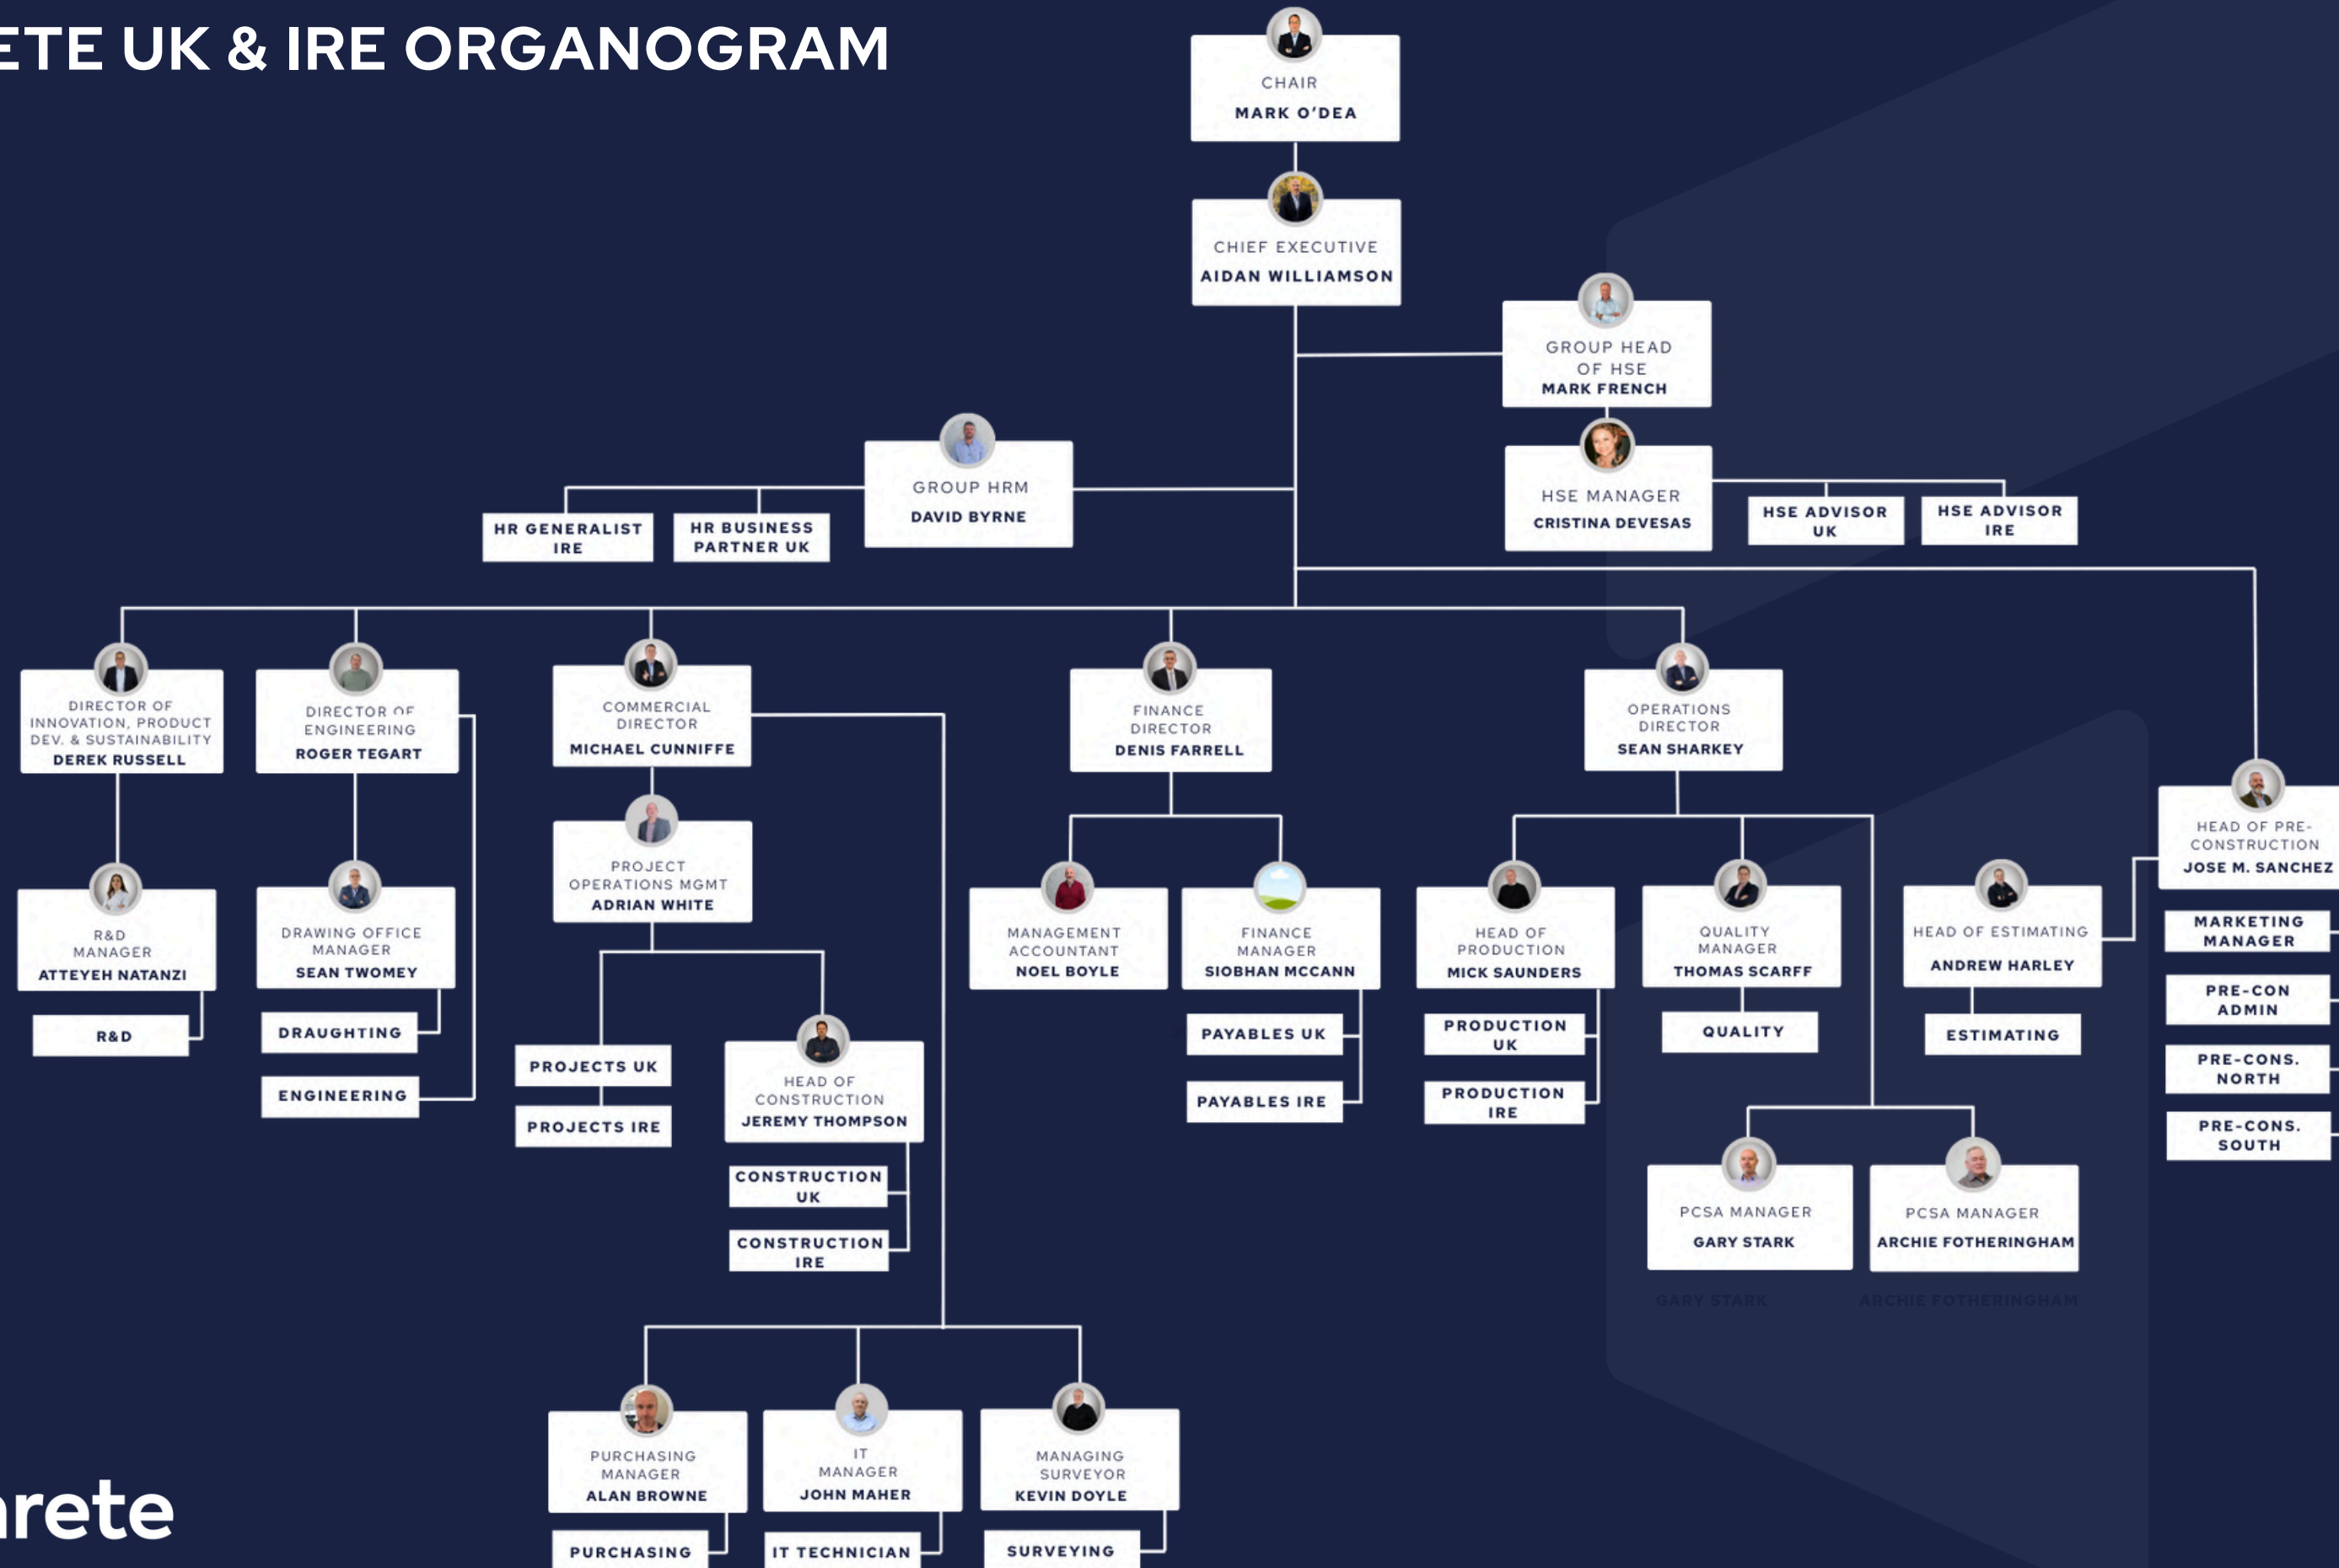 ETE UK & IRE ORGANOGRAM
CHAIR
MARK O'DEA
CHIEF EXECUTIVE
AIDAN WILLIAMSON
GROUP HEAD
OF HSE
MARK FRENCH
GROUP HRM
DAVID BYRNE
HR GENERALIST
IRE
HR BUSINESS
PARTNER UK
HSE MANAGER
CRISTINA DEVESAS
HSE ADVISOR
UK
HSE ADVISOR
IRE
DIRECTOR OF
INNOVATION, PRODUCT
DEV. & SUSTAINABILITY
DEREK RUSSELL
DIRECTOR OF
ENGINEERING
ROGER TEGART
COMMERCIAL
DIRECTOR
MICHAEL CUNNIFFE
FINANCE
DIRECTOR
DENIS FARRELL
OPERATIONS
DIRECTOR
SEAN SHARKEY
HEAD OF PRE-
CONSTRUCTION
JOSE M. SANCHEZ
PROJECT
OPERATIONS MGMT
ADRIAN WHITE
R&D
MANAGER
ATTEYEH NATANZI
R&D
DRAWING OFFICE
MANAGER
SEAN TWOMEY
DRAUGHTING
ENGINEERING
PROJECTS UK
PROJECTS IRE
HEAD OF
CONSTRUCTION
JEREMY THOMPSON
CONSTRUCTION
UK
CONSTRUCTION
IRE
MANAGEMENT
ACCOUNTANT
NOEL BOYLE
FINANCE
MANAGER
SIOBHAN MCCANN
PAYABLES UK
PAYABLES IRE
HEAD OF
PRODUCTION
MICK SAUNDERS
PRODUCTION
UK
PRODUCTION
IRE
QUALITY
MANAGER
THOMAS SCARFF
QUALITY
HEAD OF ESTIMATING
ANDREW HARLEY
ESTIMATING
MARKETING
MANAGER
PRE-CON
ADMIN
PRE-CONS.
NORTH
PRE-CONS.
SOUTH
PCSA MANAGER
GARY STARK
PCSA MANAGER
ARCHIE FOTHERINGHAM
GARY STARK
ARCHIE FOTHERINGHAM
PURCHASING
MANAGER
ALAN BROWNE
PURCHASING
IT
MANAGER
JOHN MAHER
IT TECHNICIAN
MANAGING
SURVEYOR
KEVIN DOYLE
SURVEYING
rete